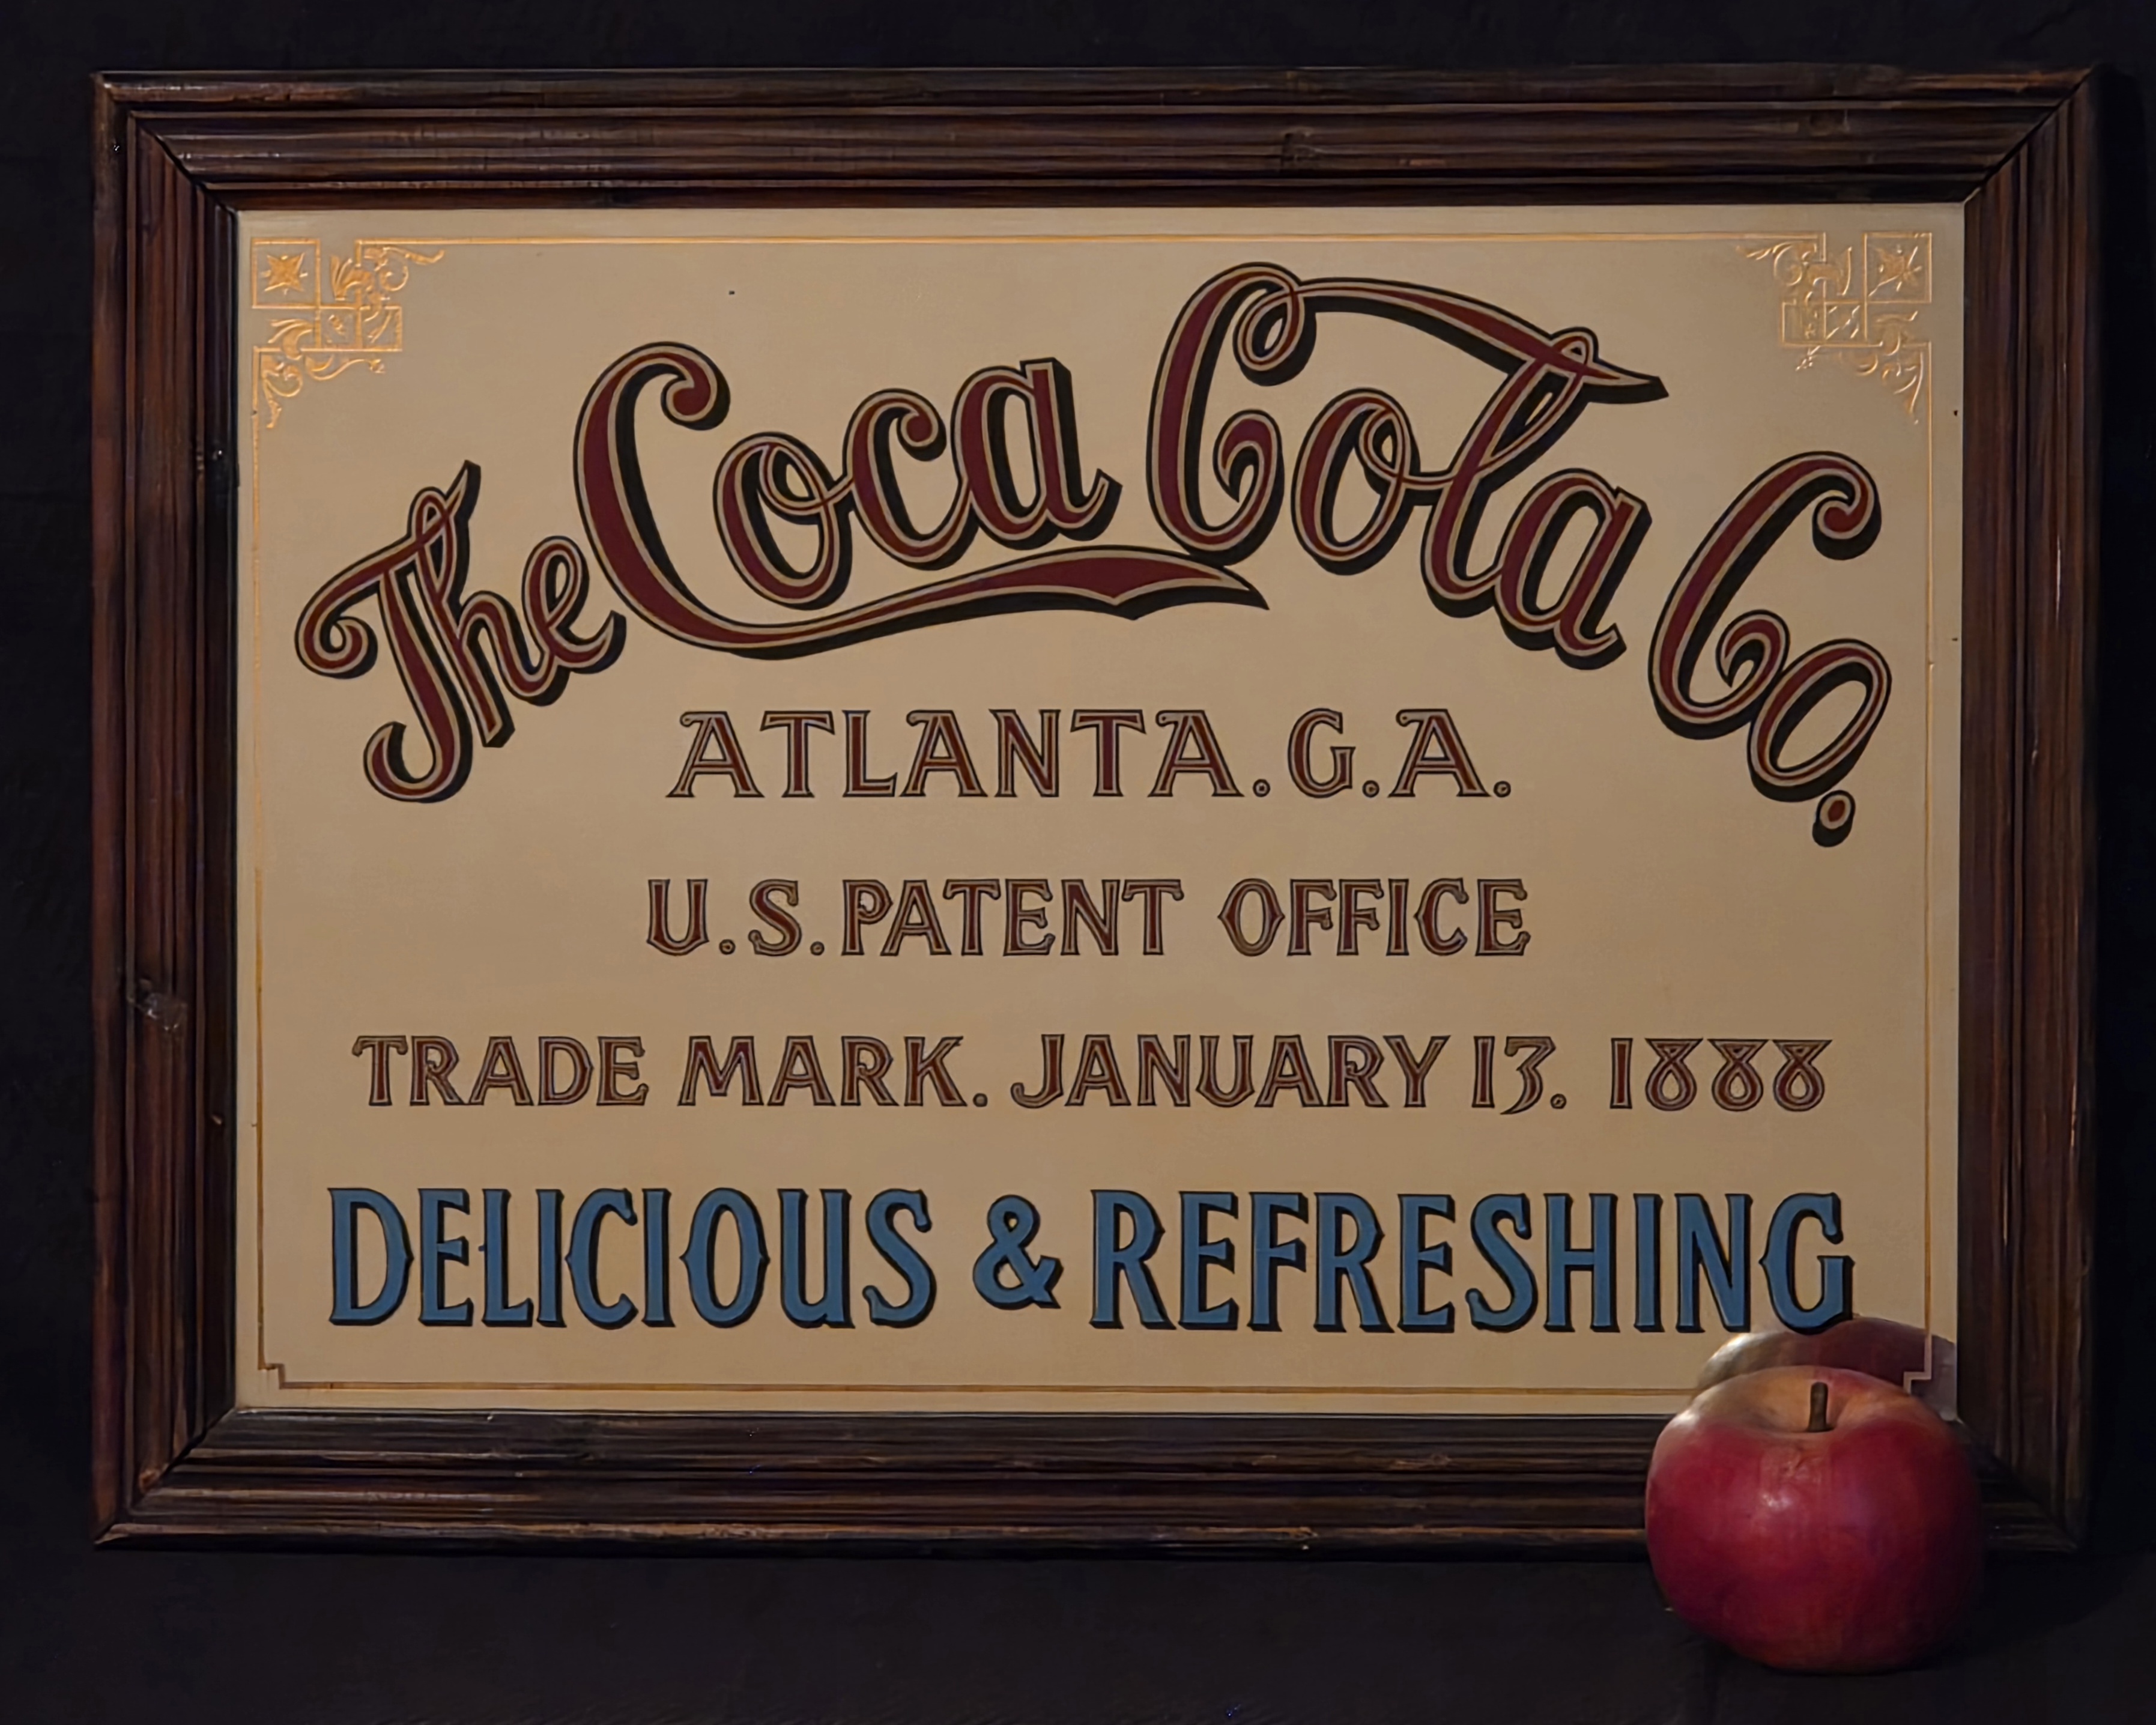 The Coca Cola Co.
ATLANTA.G.A.
U.S.PATENT OFFICE
TRADE MARK. JANUARY 13. 1888
DELICIOUS & REFRESHING